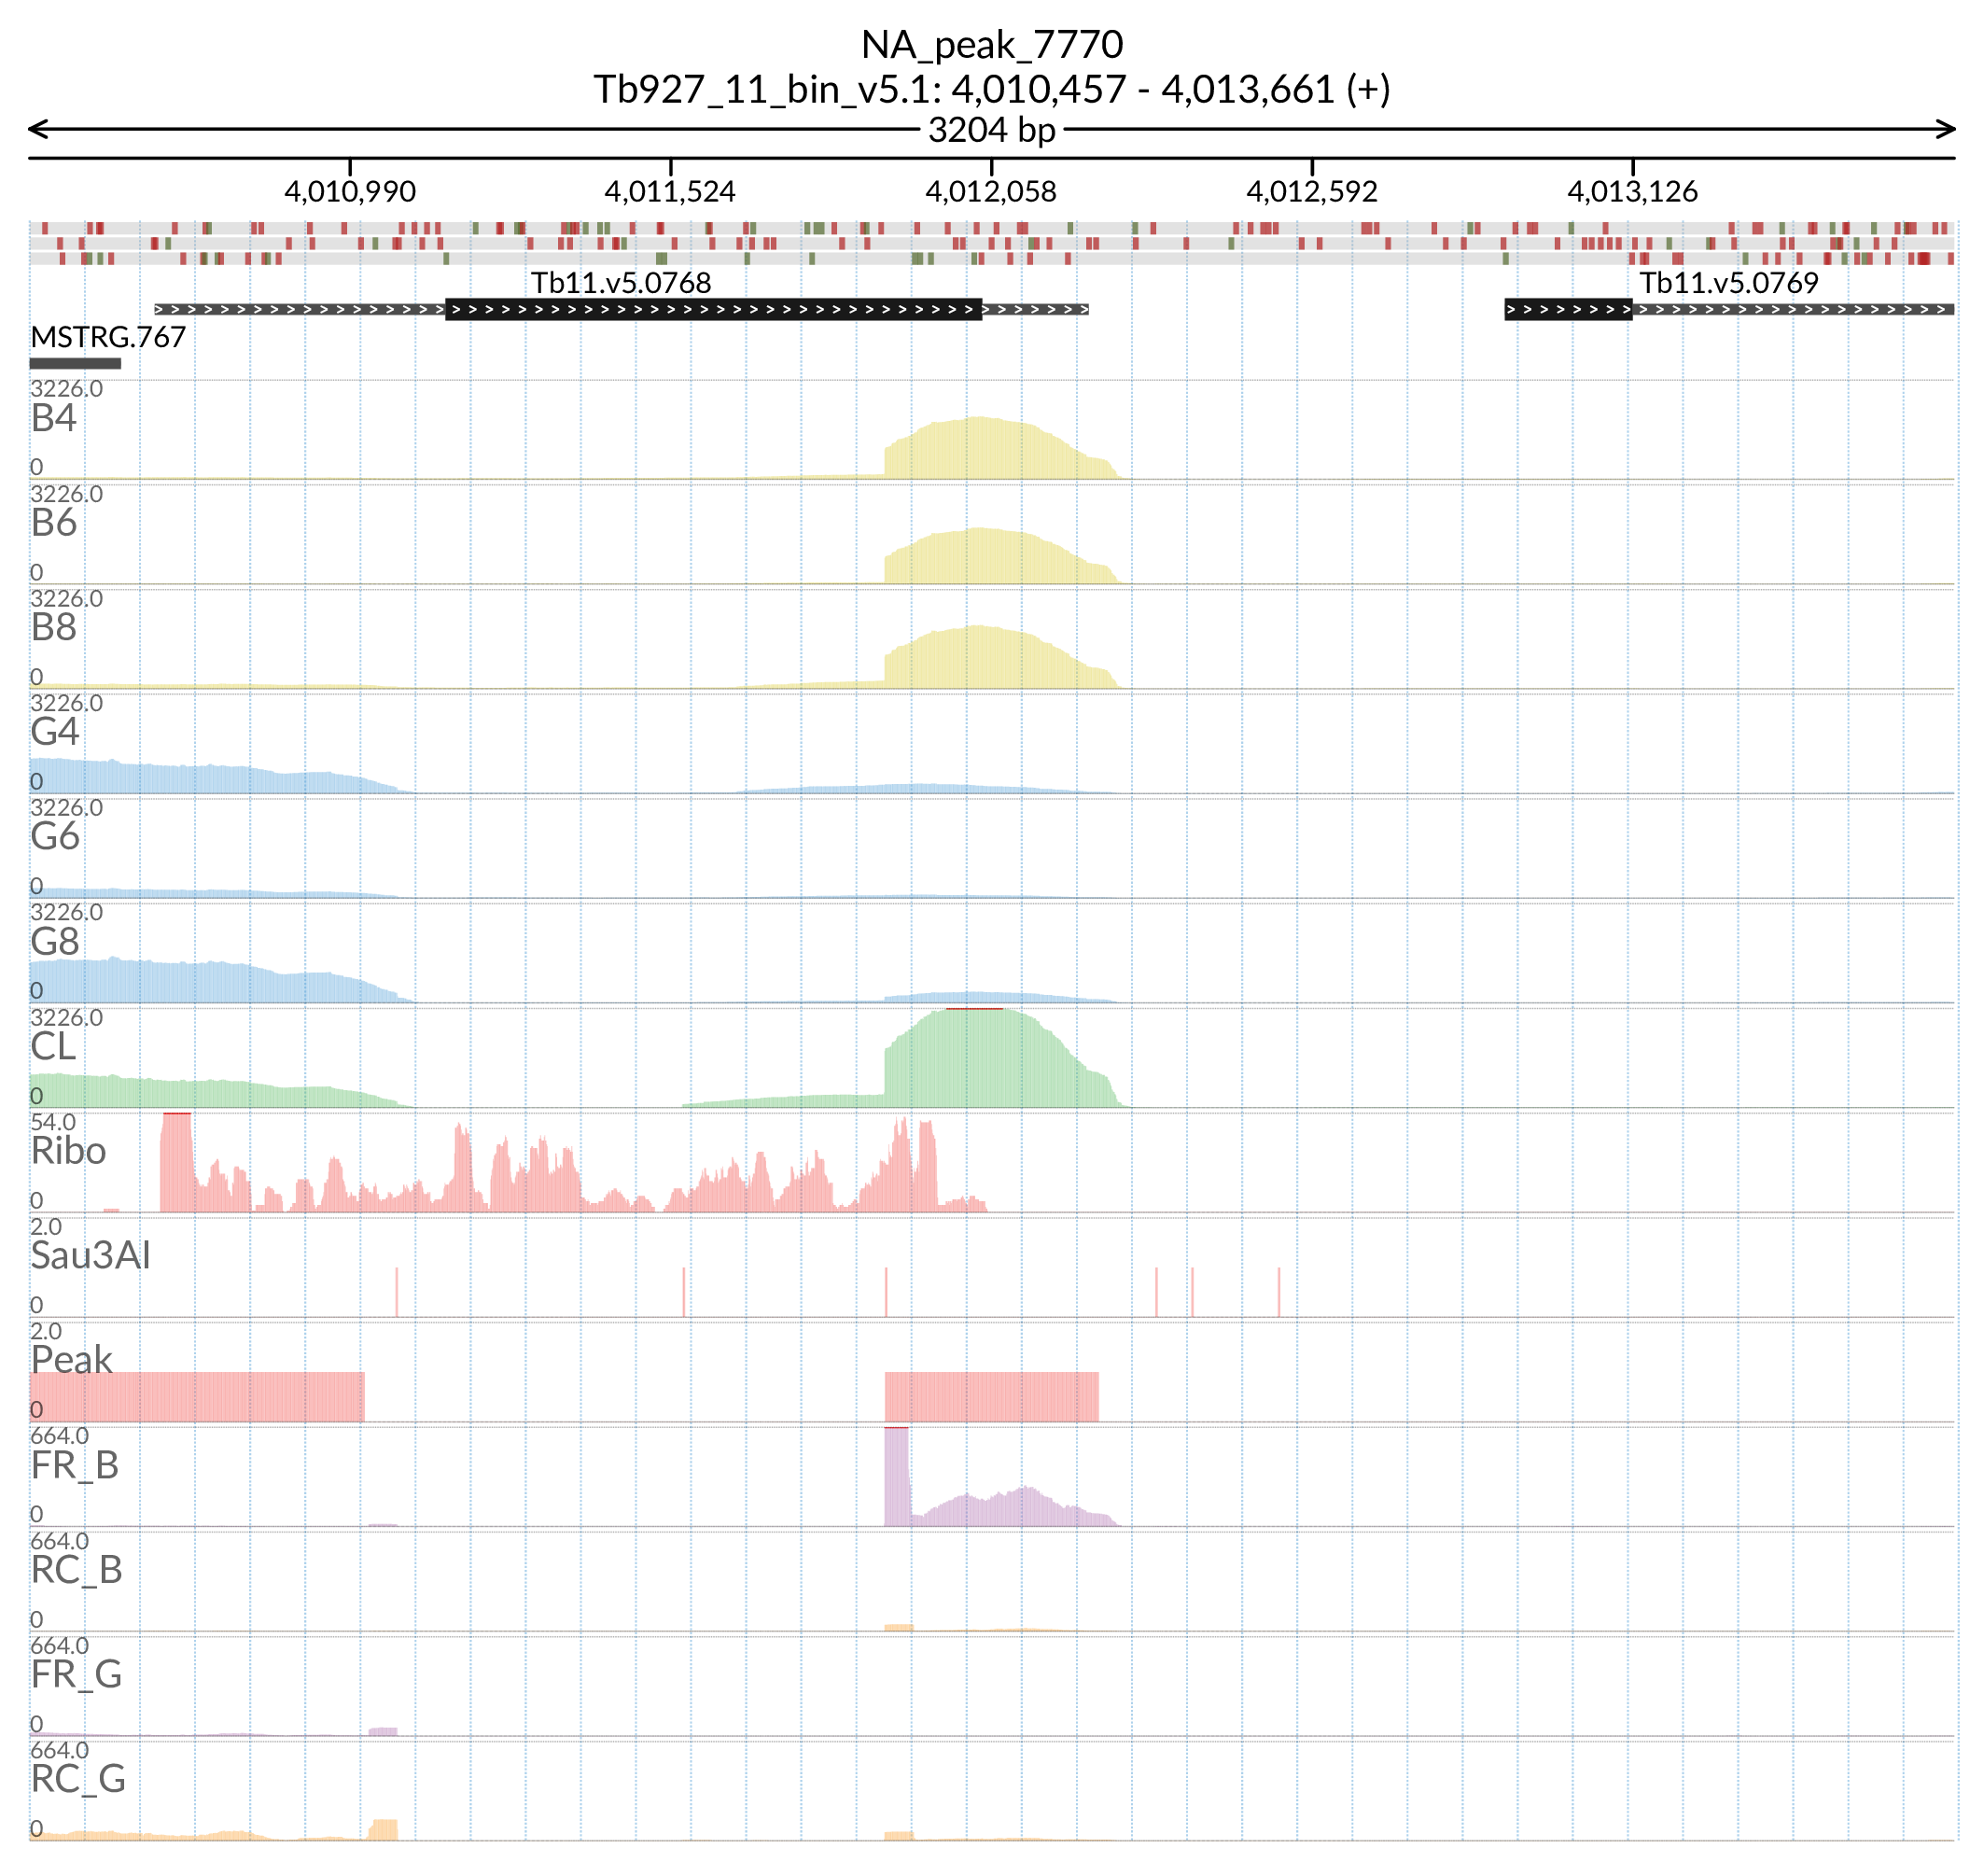 NA_peak_7770
Tb927_11_bin_v5.1: 4,010,457 - 4,013,661 (+)
3204 bp
4,010,990 4,011,524 4,012,058 4,012,592 4,013,126
Tb11.v5.0768 Tb11.v5.0769
MSTRG.767
3226.0
B4
0
3226.0
B6
0
3226.0
B8
0
3226.0
G4
0
3226.0
G6
0
3226.0
G8
0
3226.0
CL
0
54.0
Ribo
0
2.0
Sau3AI
0
2.0
Peak
0
664.0
FR_B
0
664.0
RC_B
0
664.0
FR_G
0
664.0
RC_G
0